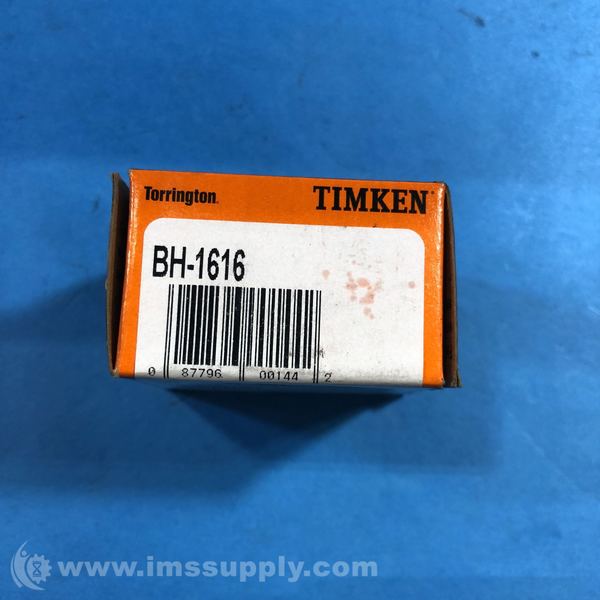 Torrington. TIMKEN
BH-1616
0 87796 00144 2
www.imssupply.com